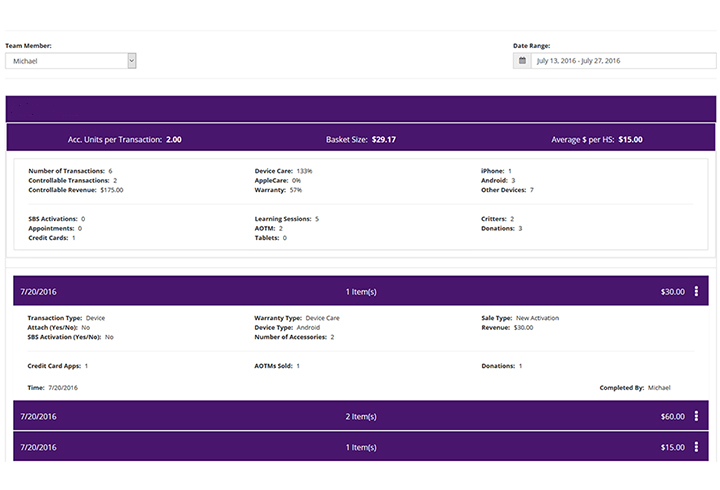 Team Member: Date Range:
Michael July 13, 2016 - July 27, 2016
Acc. Units per Transaction: 2.00 Basket Size: $29.17 Average $ per HS: $15.00
Number of Transactions: 6 Device Care: 133% iPhone: 1
Controllable Transactions: 2 AppleCare: 0% Android: 3
Controllable Revenue: $175.00 Warranty: 57% Other Devices: 7
SBS Activations: 0 Learning Sessions: 5 Critters: 2
Appointments: 0 AOTM: 2 Donations: 3
Credit Cards: 1 Tablets: 0
7/20/2016 1 Item(s) $30.00
Transaction Type: Device Warranty Type: Device Care Sale Type: New Activation
Attach (Yes/No): No Device Type: Android Revenue: $30.00
SBS Activation (Yes/No): No Number of Accessories: 2
Credit Card Apps: 1 AOTMs Sold: 1 Donations: 1
Time: 7/20/2016 Completed By: Michael
7/20/2016 2 Item(s) $60.00
7/20/2016 1 Item(s) $15.00